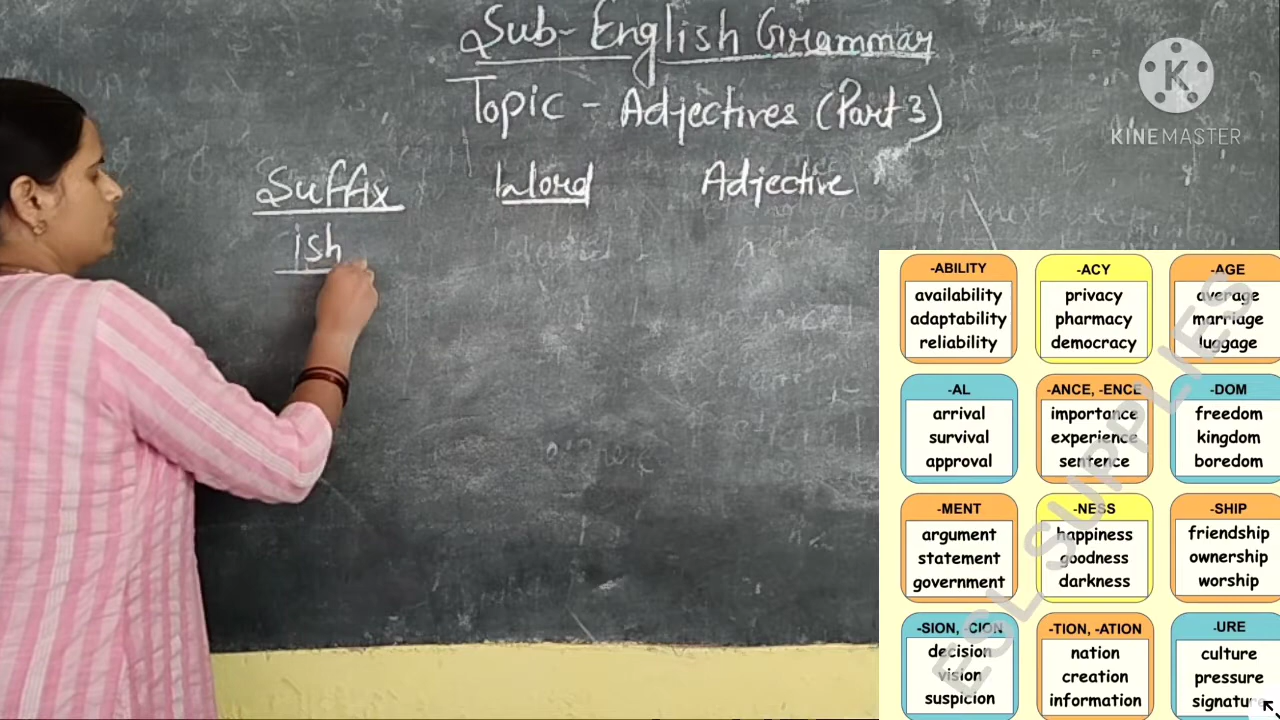 Sub- English Grammar
Topic - Adjectives (Part 3)
Suffix Word Adjective
ish
KINEMASTER
-ABILITY
availability
adaptability
reliability
-ACY
privacy
pharmacy
democracy
-AGE
average
marriage
luggage
-AL
arrival
survival
approval
-ANCE, -ENCE
importance
experience
sentence
-DOM
freedom
kingdom
boredom
-MENT
argument
statement
government
-NESS
happiness
goodness
darkness
-SHIP
friendship
ownership
worship
-SION, -CION
decision
vision
suspicion
-TION, -ATION
nation
creation
information
-URE
culture
pressure
signature
ESL SUPPLIES